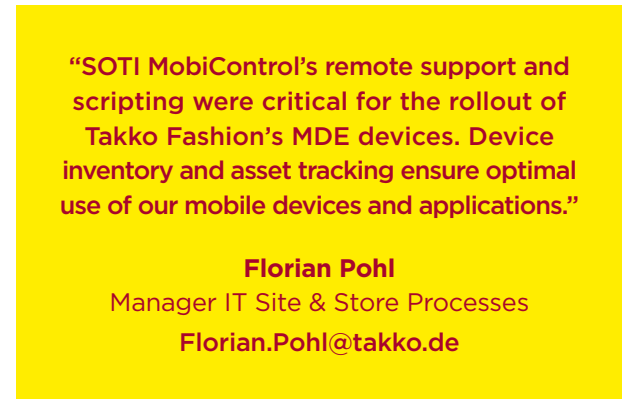 “SOTI MobiControl’s remote support and
scripting were critical for the rollout of
Takko Fashion’s MDE devices. Device
inventory and asset tracking ensure optimal
use of our mobile devices and applications.”
Florian Pohl
Manager IT Site & Store Processes
Florian.Pohl@takko.de